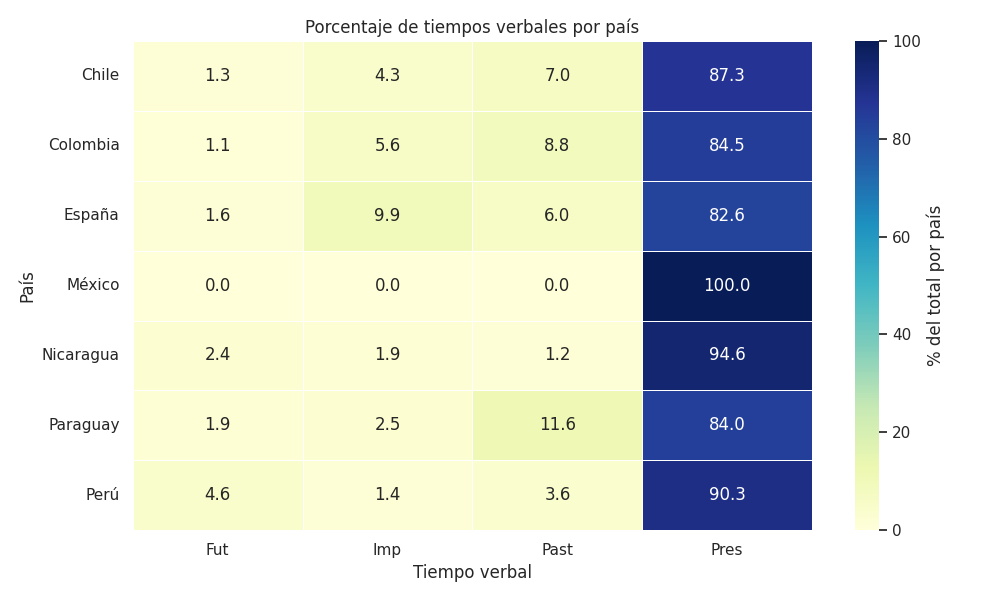 Porcentaje de tiempos verbales por país
Chile 1.3 4.3 7.0 87.3
Colombia 1.1 5.6 8.8 84.5
España 1.6 9.9 6.0 82.6
México 0.0 0.0 0.0 100.0
Nicaragua 2.4 1.9 1.2 94.6
Paraguay 1.9 2.5 11.6 84.0
Perú 4.6 1.4 3.6 90.3
Fut Imp Past Pres
Tiempo verbal
País
100
80
60
40
20
0
% del total por país